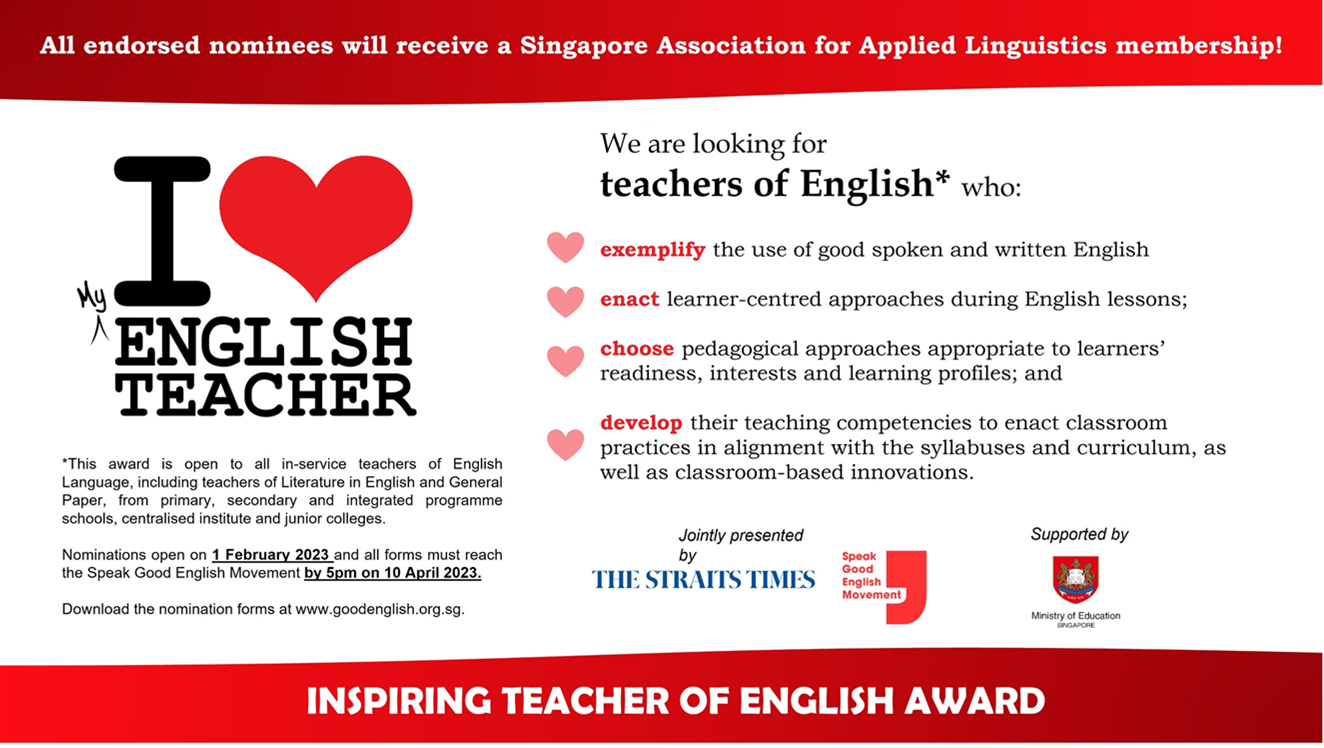 All endorsed nominees will receive a Singapore Association for Applied Linguistics membership!
I
My
ENGLISH
TEACHER
*This award is open to all in-service teachers of English
Language, including teachers of Literature in English and General
Paper, from primary, secondary and integrated programme
schools, centralised institute and junior colleges.
Nominations open on 1 February 2023 and all forms must reach
the Speak Good English Movement by 5pm on 10 April 2023.
Download the nomination forms at www.goodenglish.org.sg.
We are looking for
teachers of English* who:
exemplify the use of good spoken and written English
enact learner-centred approaches during English lessons;
choose pedagogical approaches appropriate to learners'
readiness, interests and learning profiles; and
develop their teaching competencies to enact classroom
practices in alignment with the syllabuses and curriculum, as
well as classroom-based innovations.
Jointly presented
by
THE STRAITS TIMES
Speak
Good
English
Movement
Supported by
Ministry of Education
SINGAPORE
INSPIRING TEACHER OF ENGLISH AWARD